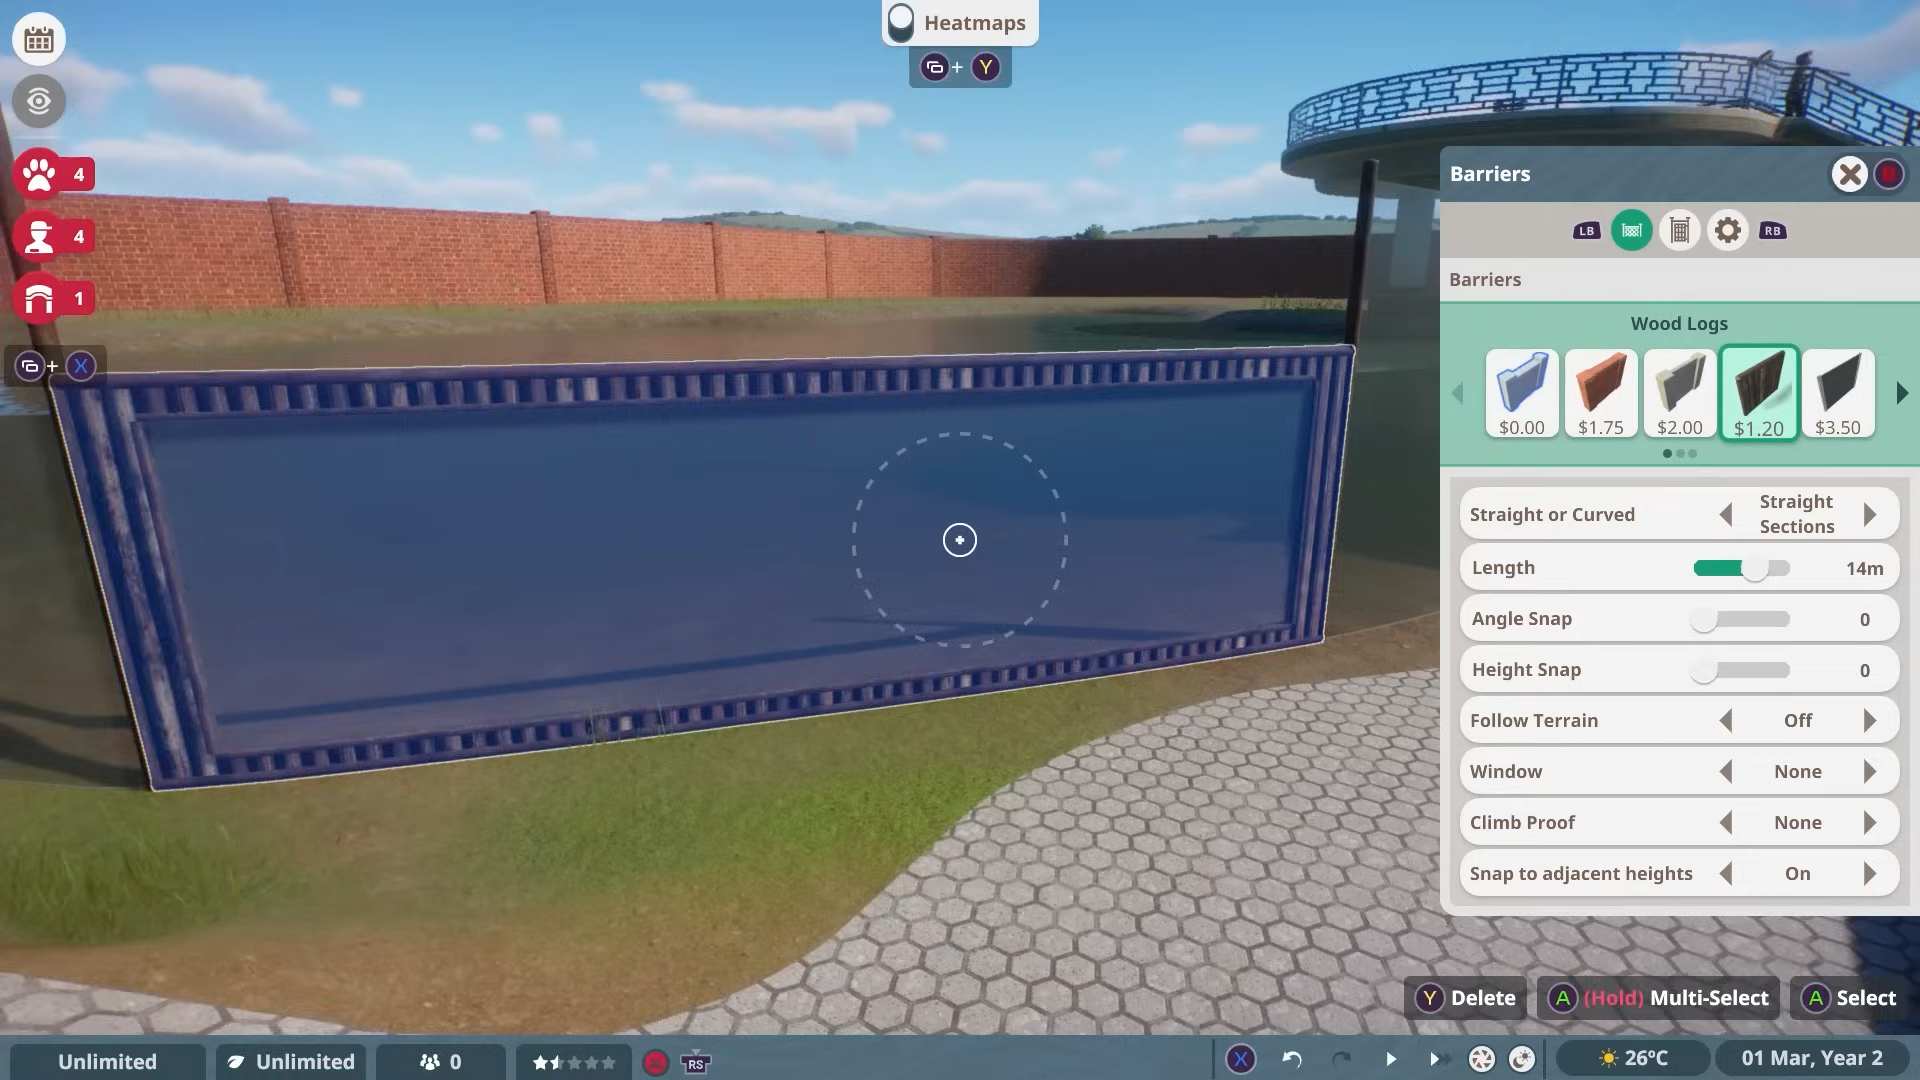 Heatmaps
+ Y
4
4
1
+ X
Barriers
LB
RB
Barriers
Wood Logs
$0.00
$1.75
$2.00
$1.20
$3.50
Straight or Curved
Straight
Sections
Length
14m
Angle Snap
0
Height Snap
0
Follow Terrain
Off
Window
None
Climb Proof
None
Snap to adjacent heights
On
Y Delete
A (Hold) Multi-Select
A Select
Unlimited
Unlimited
0
RS
X
26°C
01 Mar, Year 2